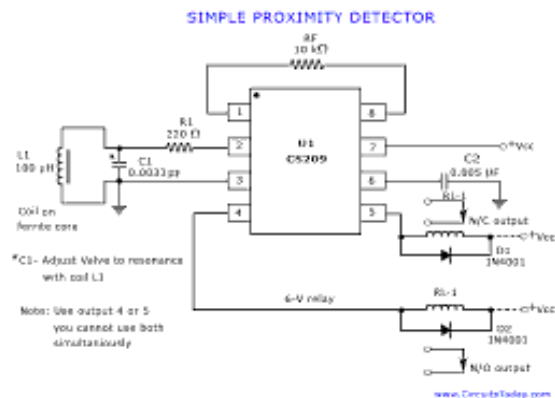 SIMPLE PROXIMITY DETECTOR
RF
10 kΩ
1
8
R1
220 Ω
U1
CS209
2
7
*Vcc
L1
100 µH
C1
0.0033µF
3
6
C2
0.005 µF
RL-1
N/C output
Coil on
ferrite core
4
5
+Vcc
D1
1N4001
*C1- Adjust Valve to resonance
with coil L1
6-V relay
RL-1
+Vcc
Note: Use output 4 or 5
you cannot use both
simultaneously
D2
1N4001
N/O output
www.CircuitsToday.com